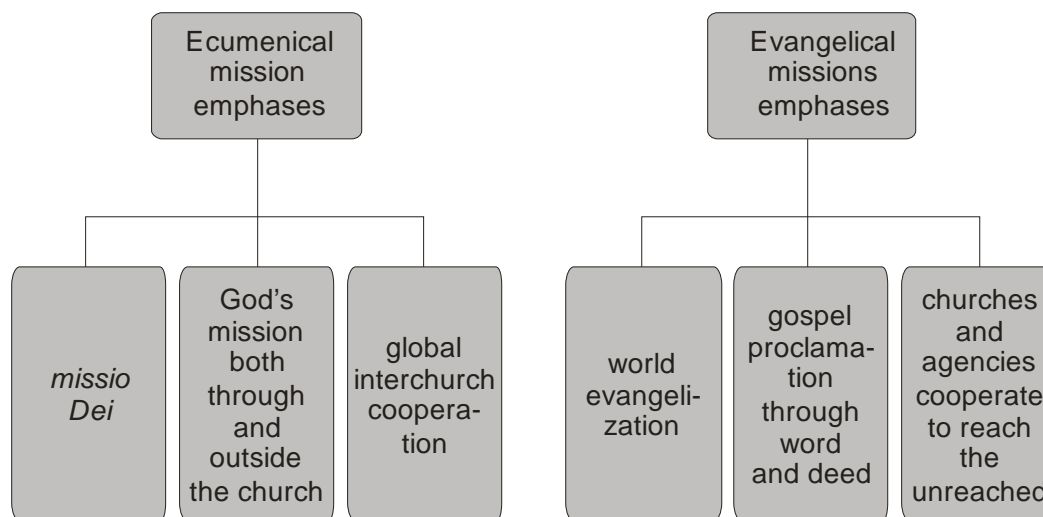 Ecumenical
mission
emphases
Evangelical
missions
emphases
missio
Dei
God's
mission
both
through
and
outside
the church
global
interchurch
coopera-
tion
world
evangeli-
zation
gospel
proclama-
tion
through
word
and deed
churches
and
agencies
cooperate
to reach
the
unreached